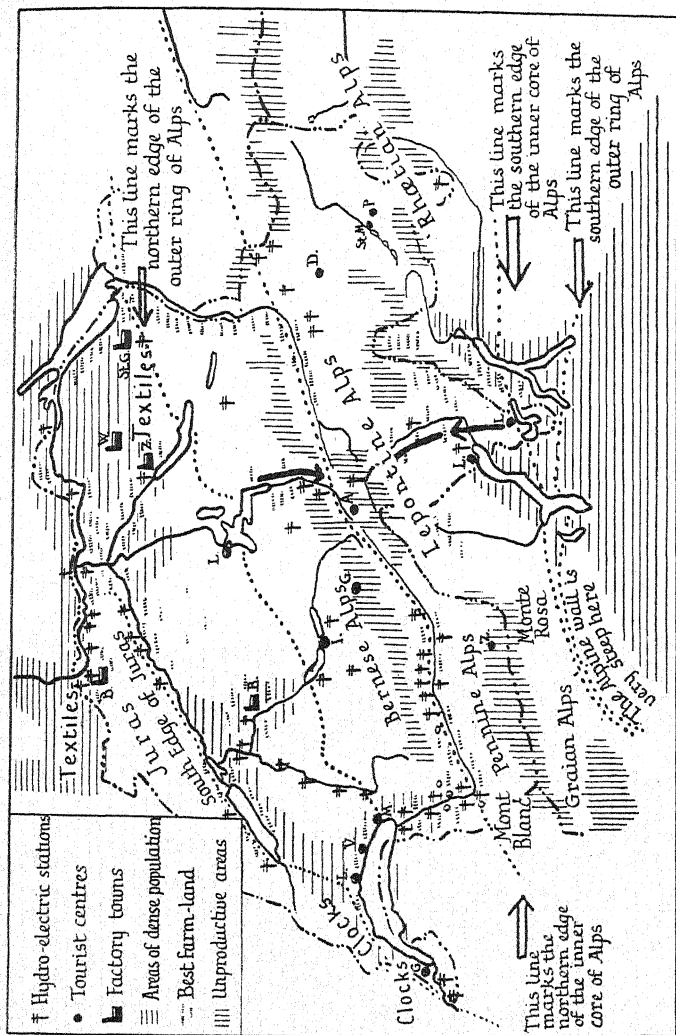 Hydro-electric stations
Tourist centres
Factory towns
Areas of dense population
Best farm-land
Unproductive areas
Textiles
B
Juras
South Edge of Juras
Clocks
Clocks
G
L.
V.
M
B.
I
L.
Z
W
St.G
Textiles
This line marks the
northern edge of the
outer ring of Alps
Bernese Alps
G.
A.
Lepontine Alps
D.
St.M.
P
Rhœtian Alps
L
L
Pennine Alps
Z
Mont
Blanc
Monte
Rosa
Graian Alps
The Alpine wall is
very steep here
This line
marks the
northern edge
of the inner
core of Alps
This line marks
the southern edge
of the inner core of
Alps
This line marks the
southern edge of the
outer ring of
Alps